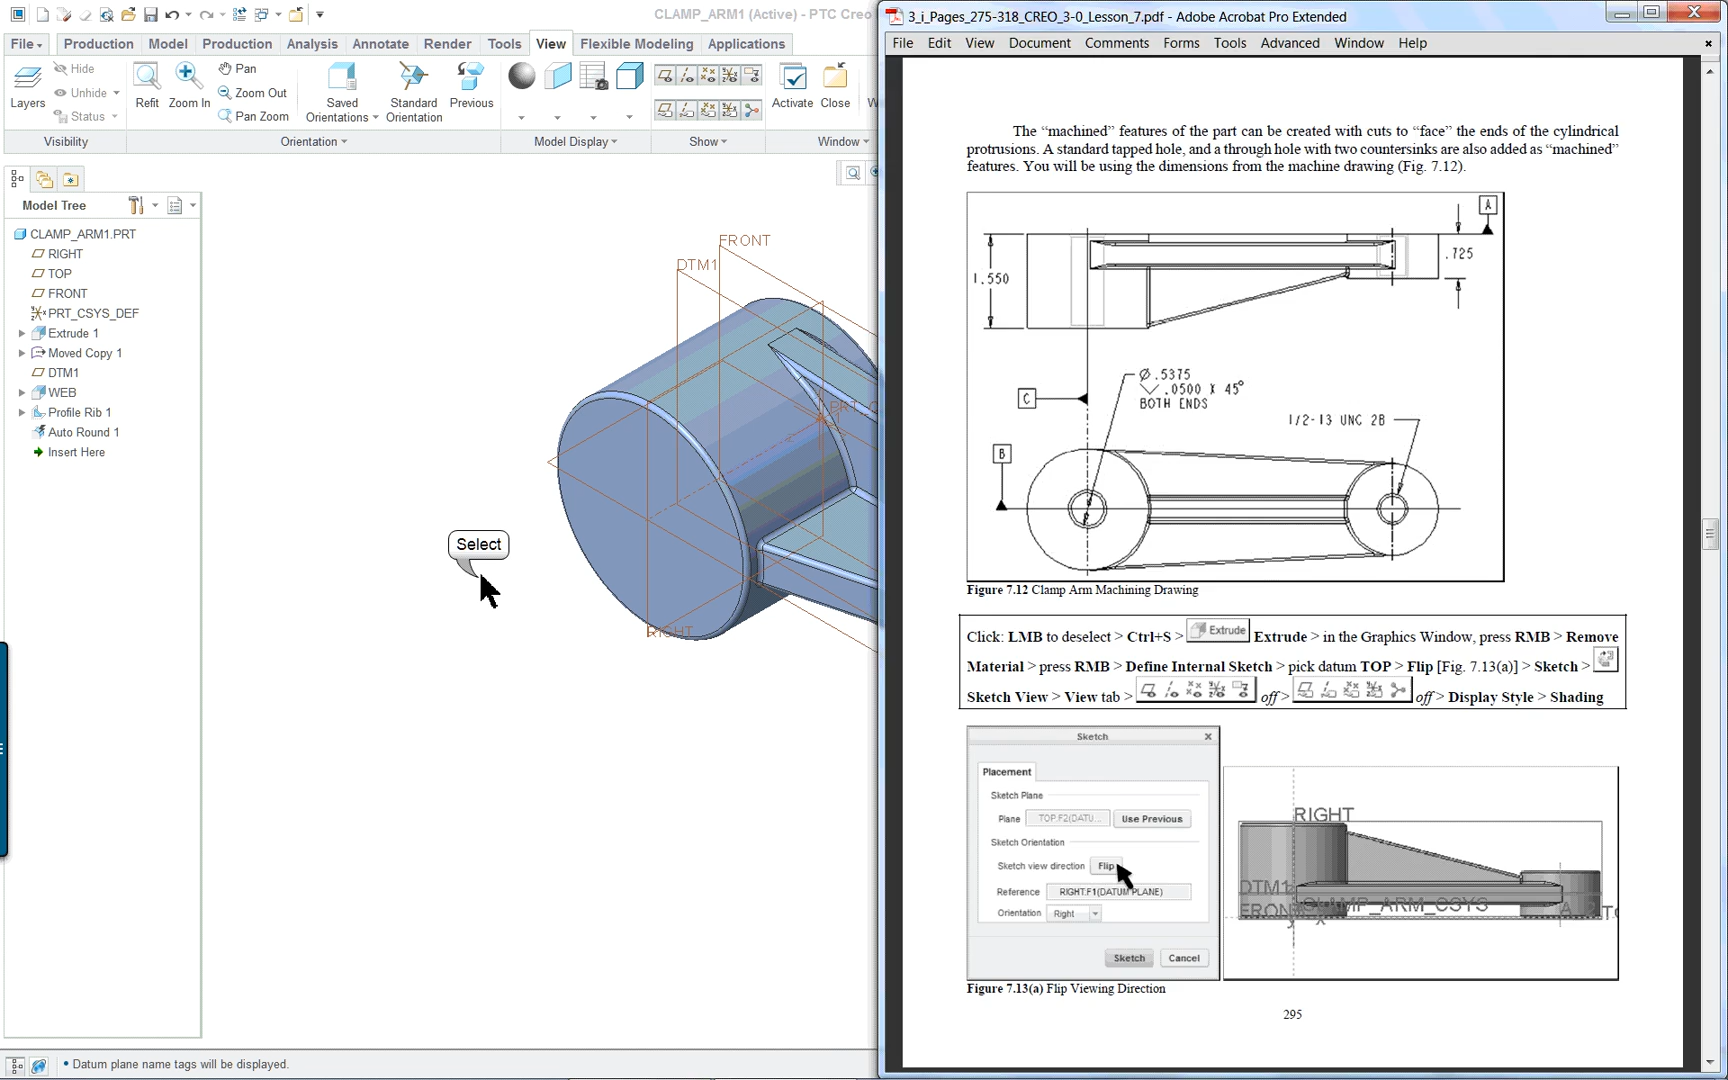 CLAMP_ARM1 (Active) - PTC Creo
File
Production
Model
Production
Analysis
Annotate
Render
Tools
View
Flexible Modeling
Applications
Layers
Hide
Unhide
Status
Visibility
Refit
Zoom In
Pan
Zoom Out
Pan Zoom
Saved
Orientations
Standard
Orientation
Previous
Orientation
Model Display
Show
Activate
Close
Window
Model Tree
CLAMP_ARM1.PRT
RIGHT
TOP
FRONT
PRT_CSYS_DEF
Extrude 1
Moved Copy 1
DTM1
WEB
Profile Rib 1
Auto Round 1
Insert Here
FRONT
DTM1
RIGHT
Select
• Datum plane name tags will be displayed.
3_i_Pages_275-318_CREO_3-0_Lesson_7.pdf - Adobe Acrobat Pro Extended
File Edit View Document Comments Forms Tools Advanced Window Help
The “machined” features of the part can be created with cuts to “face” the ends of the cylindrical
protrusions. A standard tapped hole, and a through hole with two countersinks are also added as “machined”
features. You will be using the dimensions from the machine drawing (Fig. 7.12).
A
.725
1.550
Ø.5375
.0500 X 45°
BOTH ENDS
C
1/2-13 UNC 2B
B
Figure 7.12 Clamp Arm Machining Drawing
Click: LMB to deselect > Ctrl+S > Extrude Extrude > in the Graphics Window, press RMB > Remove
Material > press RMB > Define Internal Sketch > pick datum TOP > Flip [Fig. 7.13(a)] > Sketch >
Sketch View > View tab > off > off > Display Style > Shading
Sketch
Placement
Sketch Plane
Plane TOP:F2(DATU... Use Previous
Sketch Orientation
Sketch view direction Flip
Reference RIGHT:F1(DATUM PLANE)
Orientation Right
Sketch Cancel
RIGHT
DTM1
FRONT
CLAMP_ARM_CSYS
Figure 7.13(a) Flip Viewing Direction
295